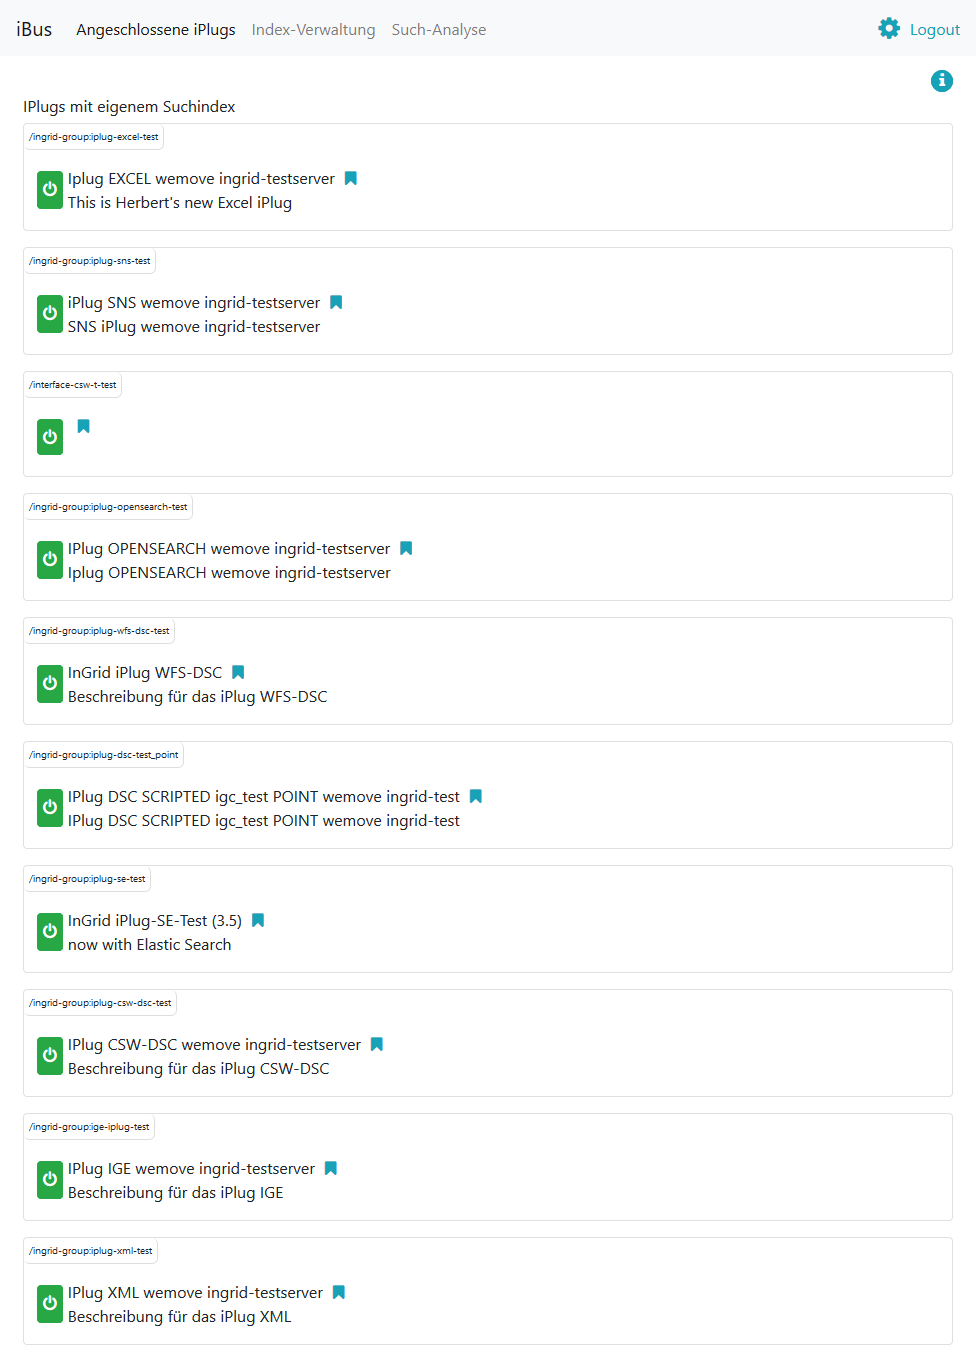 iBus Angeschlossene iPlugs Index-Verwaltung Such-Analyse Logout
IPlugs mit eigenem Suchindex
/ingrid-group:iplug-excel-test
Iplug EXCEL wemove ingrid-testserver
This is Herbert's new Excel iPlug
/ingrid-group:iplug-sns-test
iPlug SNS wemove ingrid-testserver
SNS iPlug wemove ingrid-testserver
/interface-csw-t-test
/ingrid-group:iplug-opensearch-test
IPlug OPENSEARCH wemove ingrid-testserver
Iplug OPENSEARCH wemove ingrid-testserver
/ingrid-group:iplug-wfs-dsc-test
InGrid iPlug WFS-DSC
Beschreibung für das iPlug WFS-DSC
/ingrid-group:iplug-dsc-test_point
IPlug DSC SCRIPTED igc_test POINT wemove ingrid-test
IPlug DSC SCRIPTED igc_test POINT wemove ingrid-test
/ingrid-group:iplug-se-test
InGrid iPlug-SE-Test (3.5)
now with Elastic Search
/ingrid-group:iplug-csw-dsc-test
IPlug CSW-DSC wemove ingrid-testserver
Beschreibung für das iPlug CSW-DSC
/ingrid-group:ige-iplug-test
IPlug IGE wemove ingrid-testserver
Beschreibung für das iPlug IGE
/ingrid-group:iplug-xml-test
IPlug XML wemove ingrid-testserver
Beschreibung für das iPlug XML